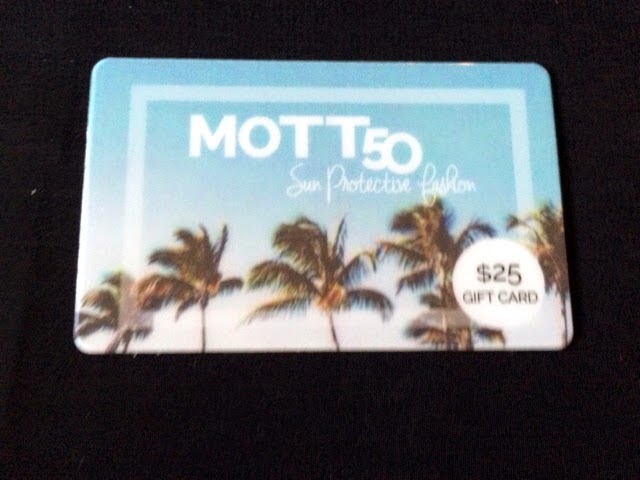 MOTT50
Sun Protective Fashion
$25
GIFT CARD